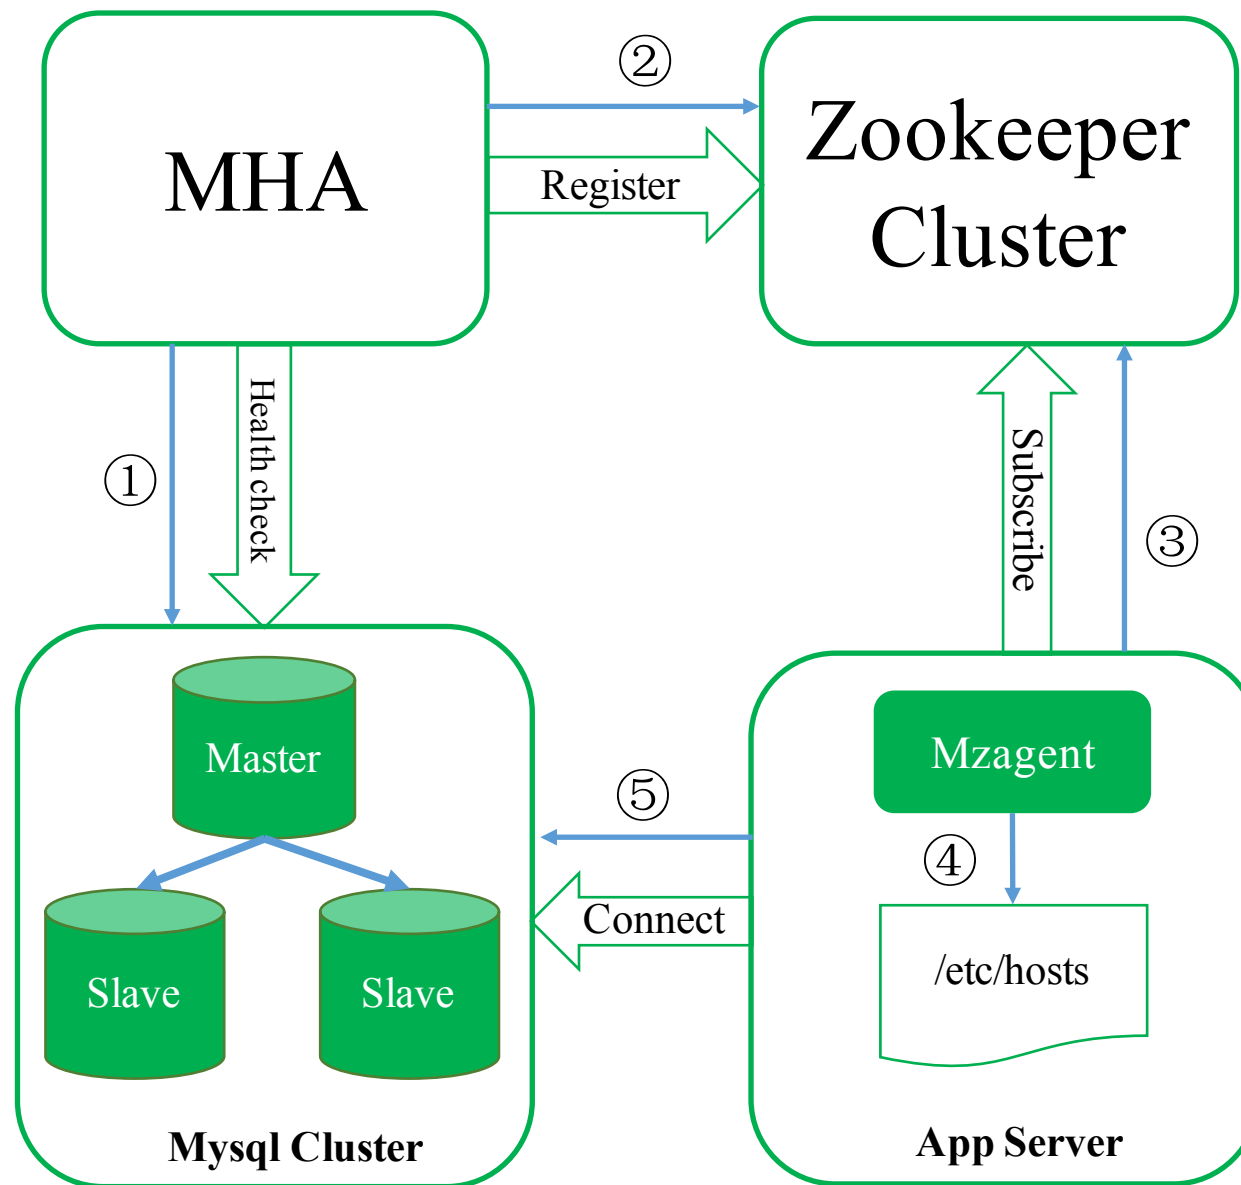 MHA
②
Register
Zookeeper
Cluster
①
Health check
Subscribe
③
Master
Slave
Slave
Mysql Cluster
⑤
Connect
Mzagent
④
/etc/hosts
App Server